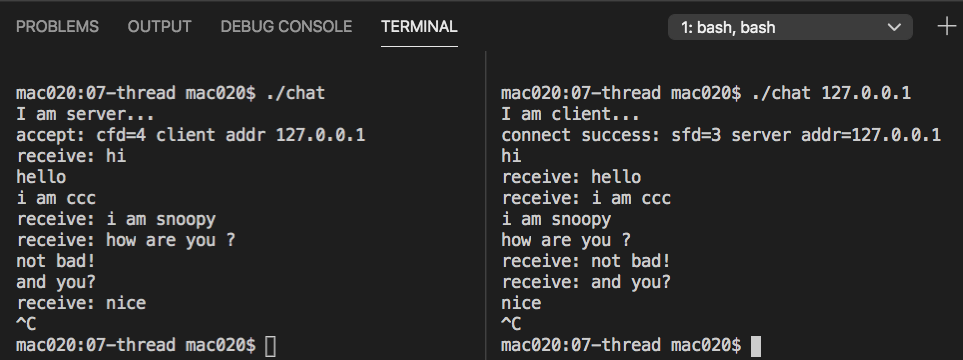 PROBLEMS OUTPUT DEBUG CONSOLE TERMINAL 1: bash, bash
mac020:07-thread mac020$ ./chat
I am server...
accept: cfd=4 client addr 127.0.0.1
receive: hi
hello
i am ccc
receive: i am snoopy
receive: how are you ?
not bad!
and you?
receive: nice
^C
mac020:07-thread mac020$
mac020:07-thread mac020$ ./chat 127.0.0.1
I am client...
connect success: sfd=3 server addr=127.0.0.1
hi
receive: hello
receive: i am ccc
i am snoopy
how are you ?
receive: not bad!
receive: and you?
nice
^C
mac020:07-thread mac020$